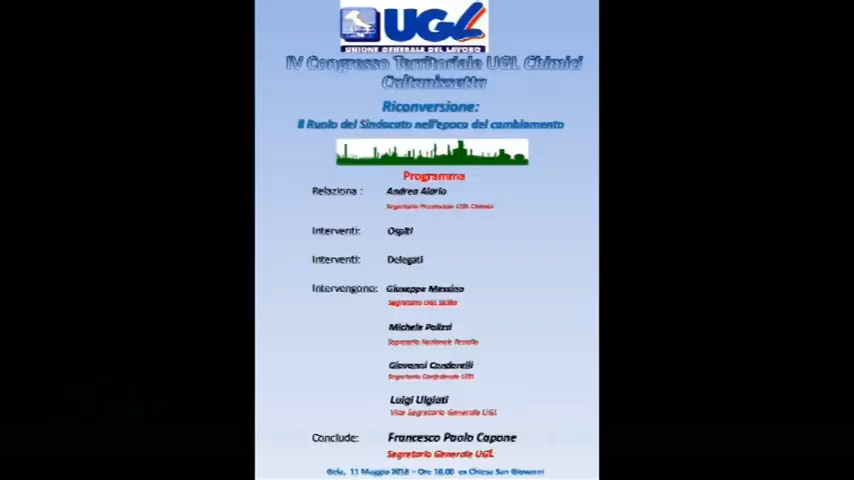 UGL
UNIONE GENERALE DEL LAVORO
IV Congresso Territoriale UGL Chimici
Caltanissetta
Riconversione:
Il Ruolo del Sindacato nell'epoca del cambiamento
Programma
Relaziona : Andrea Alario
Segretario Provinciale UGL Chimici
Interventi: Ospiti
Interventi: Delegati
Intervengono: Giuseppe Messina
Segretario UGL Sicilia
Michele Polizzi
Segretario Nazionale
Giovanni Condorelli
Segretario Confederale UGL
Luigi Ulgiati
Vice Segretario Generale UGL
Conclude: Francesco Paolo Capone
Segretario Generale UGL
Gela, 11 Maggio 2018 – Ore 16.00 ex Chiesa San Giovanni